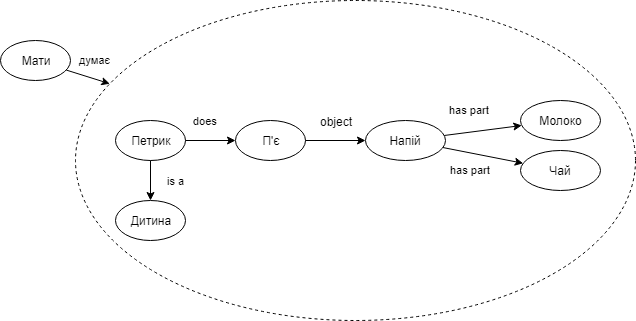 Мати
думає
Петрик
does
П'є
object
Напій
has part
Молоко
has part
Чай
is a
Дитина